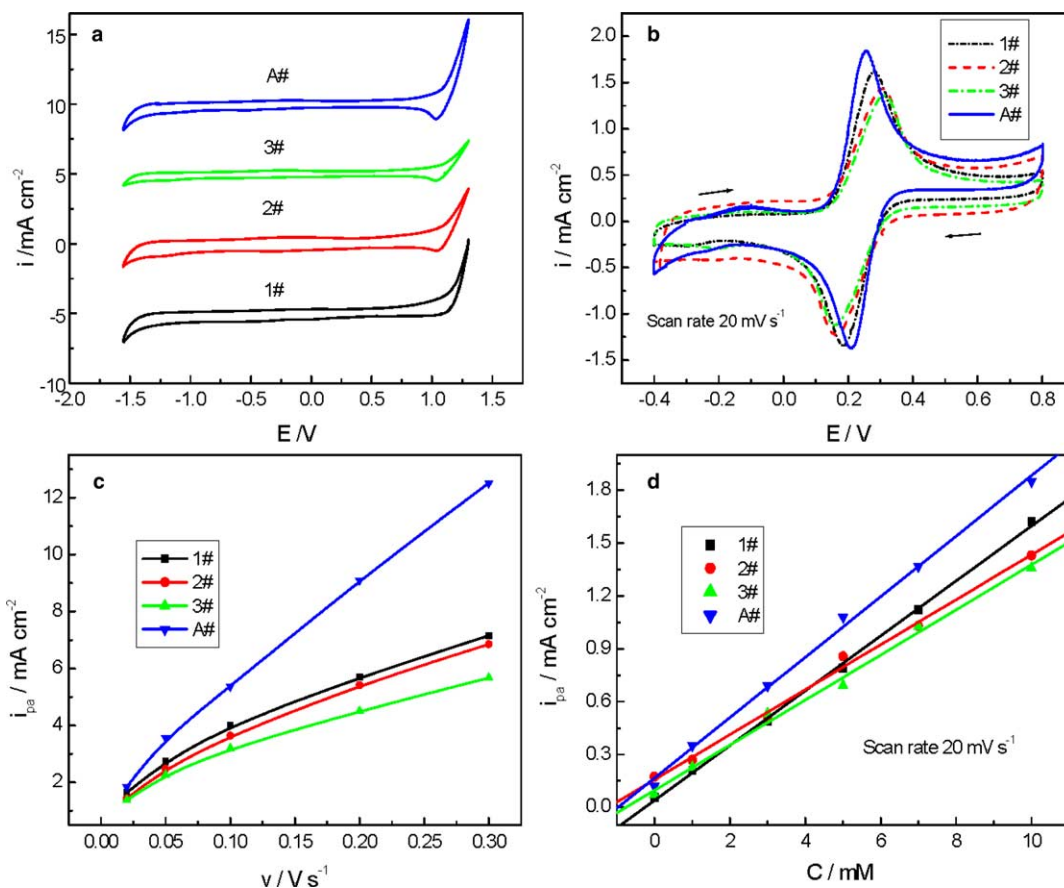 a
15
10
5
0
-5
-10
i /mA cm⁻²
A#
3#
2#
1#
-2.0 -1.5 -1.0 -0.5 0.0 0.5 1.0 1.5
E /V
b
2.0
1.5
1.0
0.5
0.0
-0.5
-1.0
-1.5
i / mA cm⁻²
1#
2#
3#
A#
Scan rate 20 mV s⁻¹
-0.4 -0.2 0.0 0.2 0.4 0.6 0.8
E / V
c
12
10
8
6
4
2
i pa / mA cm⁻²
1#
2#
3#
A#
0.00 0.05 0.10 0.15 0.20 0.25 0.30
v / V s⁻¹
d
1.8
1.5
1.2
0.9
0.6
0.3
0.0
i pa / mA cm⁻²
1#
2#
3#
A#
Scan rate 20 mV s⁻¹
0 2 4 6 8 10
C / mM